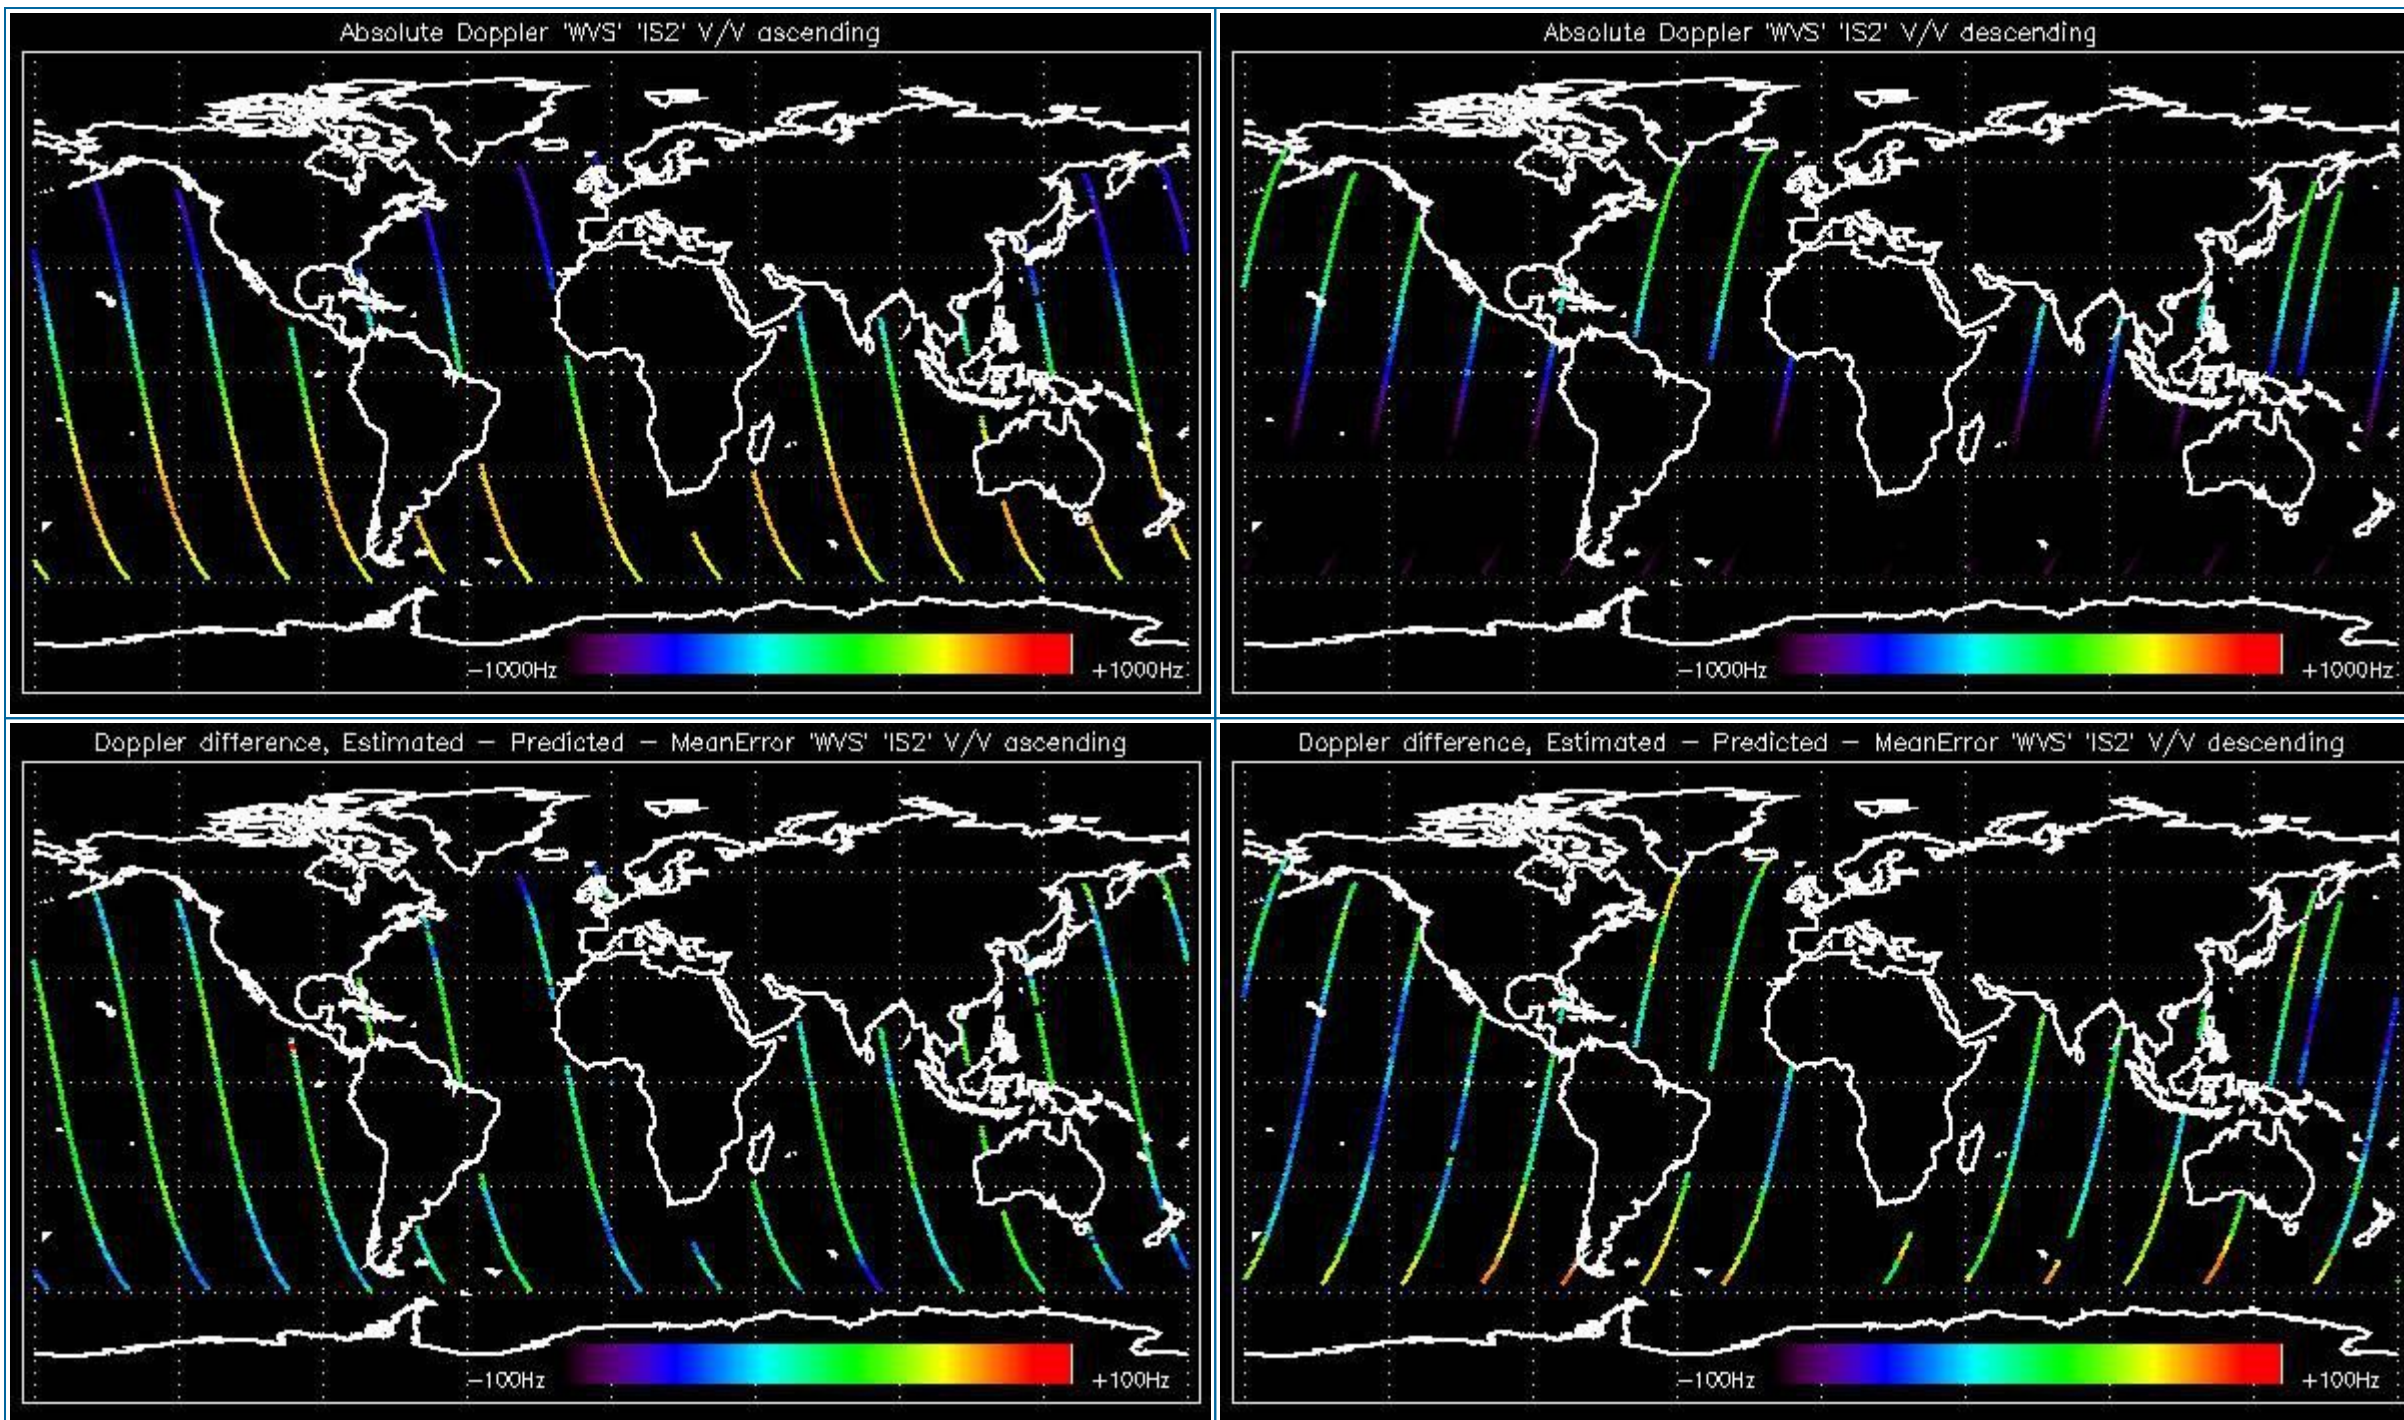 Absolute Doppler 'WVS' 'IS2' V/V ascending
-1000Hz
+1000Hz
Absolute Doppler 'WVS' 'IS2' V/V descending
-1000Hz
+1000Hz
Doppler difference, Estimated - Predicted - MeanError 'WVS' 'IS2' V/V ascending
-100Hz
+100Hz
Doppler difference, Estimated - Predicted - MeanError 'WVS' 'IS2' V/V descending
-100Hz
+100Hz